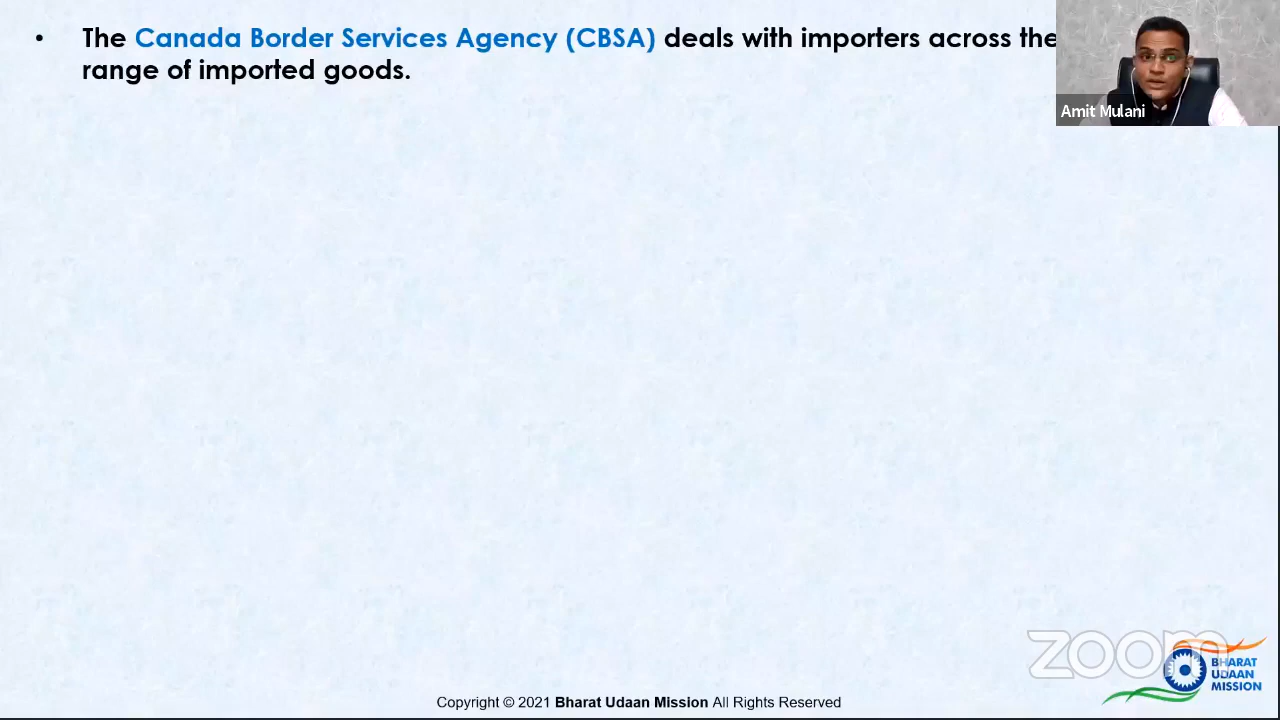 • The Canada Border Services Agency (CBSA) deals with importers across the
range of imported goods.
Amit Mulani
zoom
BHARAT
UDAAN
MISSION
Copyright © 2021 Bharat Udaan Mission All Rights Reserved